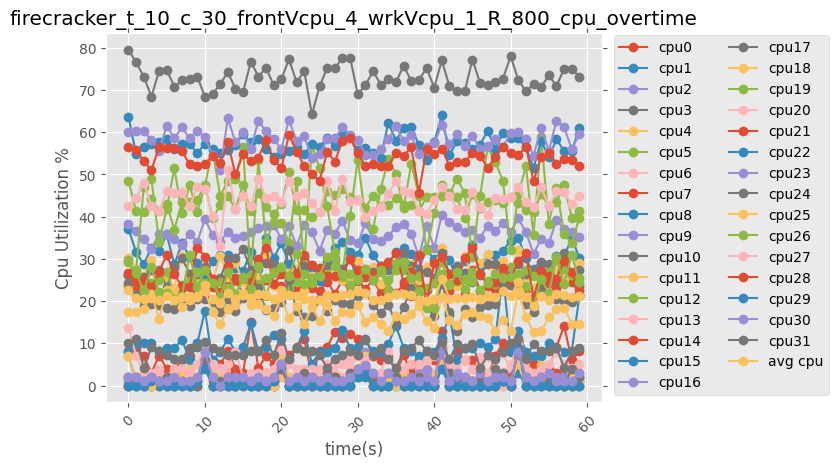 firecracker_t_10_c_30_frontVcpu_4_wrkVcpu_1_R_800_cpu_overtime
Cpu Utilization %
80
70
60
50
40
30
20
10
0
0
10
20
30
40
50
60
time(s)
cpu0
cpu1
cpu2
cpu3
cpu4
cpu5
cpu6
cpu7
cpu8
cpu9
cpu10
cpu11
cpu12
cpu13
cpu14
cpu15
cpu16
cpu17
cpu18
cpu19
cpu20
cpu21
cpu22
cpu23
cpu24
cpu25
cpu26
cpu27
cpu28
cpu29
cpu30
cpu31
avg cpu